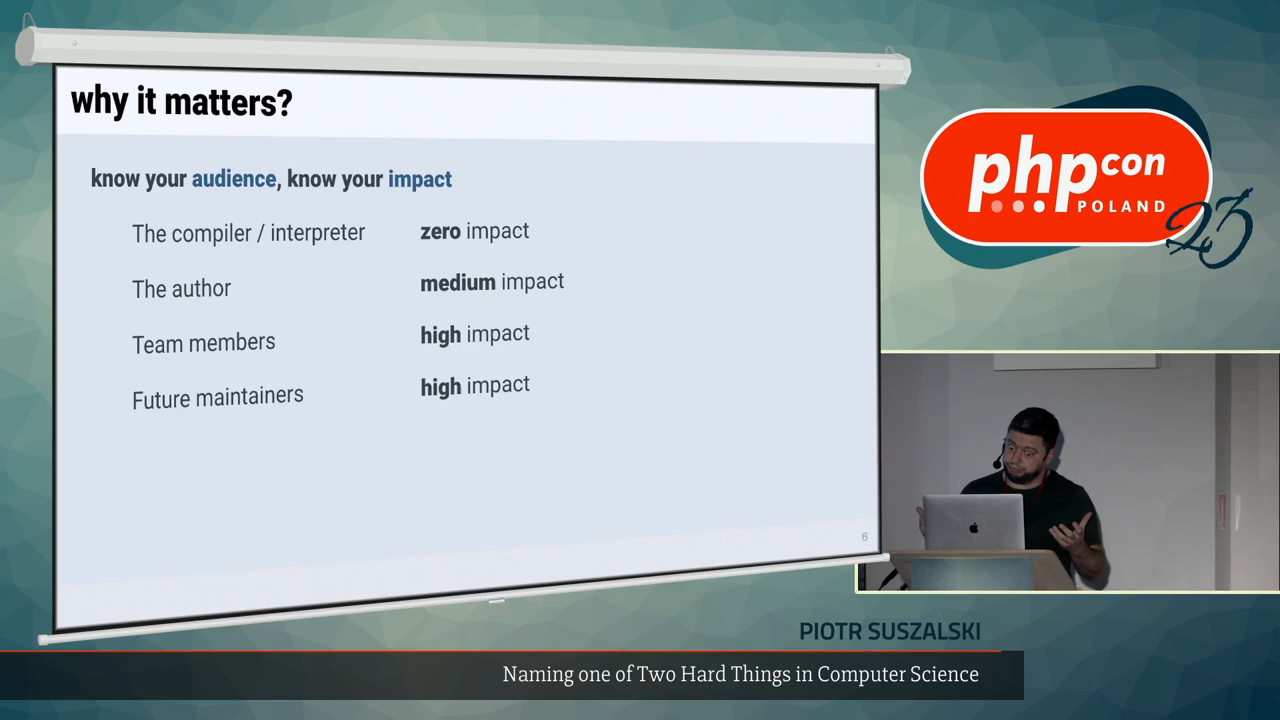 why it matters?
know your audience, know your impact
The compiler / interpreter zero impact
The author medium impact
Team members high impact
Future maintainers high impact
6
phpcon
POLAND
23
PIOTR SUSZALSKI
Naming one of Two Hard Things in Computer Science